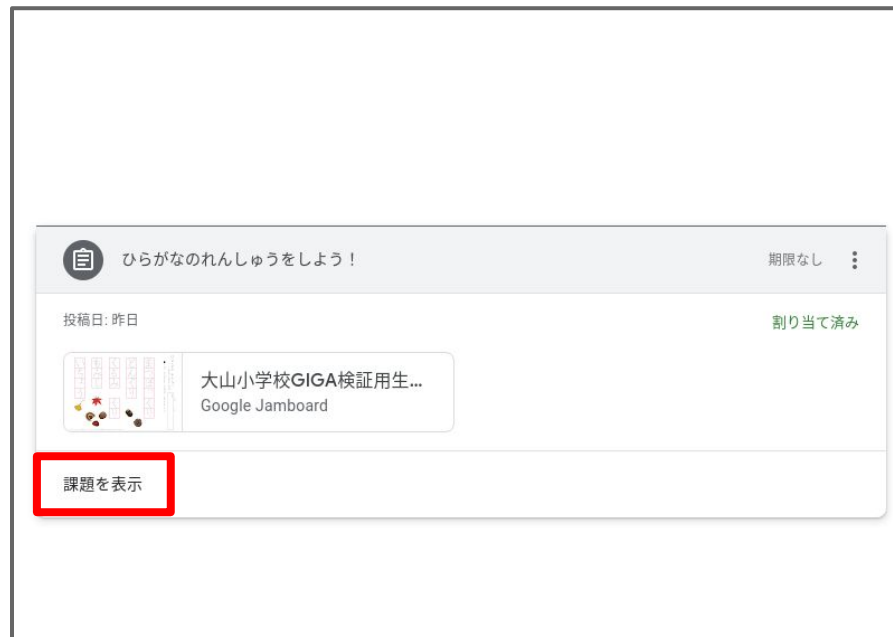 ひらがなのれんしゅうをしよう！
期限なし
投稿日: 昨日
割り当て済み
大山小学校GIGA検証用生...
Google Jamboard
課題を表示